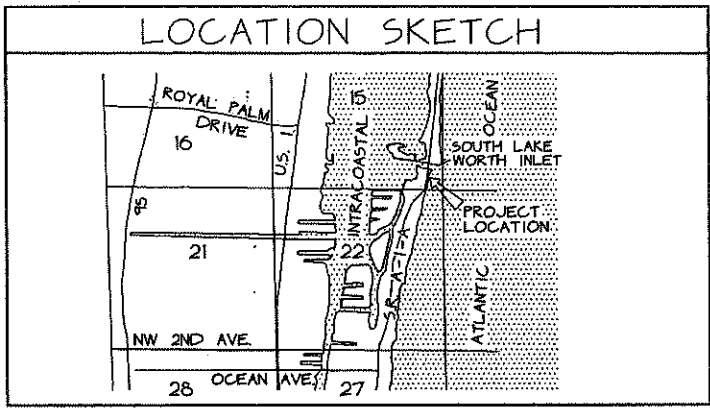 LOCATION SKETCH
ROYAL PALM
DRIVE
16
U.S. 1
15
INTRACOASTAL
OCEAN
SOUTH LAKE
WORTH INLET
95
PROJECT
LOCATION
21
22
SR-A-1-A
ATLANTIC
NW 2ND AVE.
OCEAN AVE.
28
27